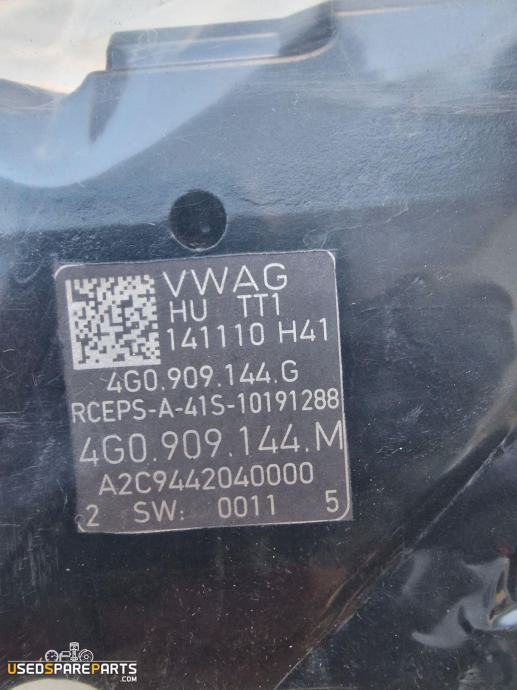 VWAG
HU TT1
141110 H41
4G0.909.144.G
RCEPS-A-41S-10191288
4G0.909.144.M
A2C9442040000
2 SW: 0011 5
USEDSPAREPARTS.COM